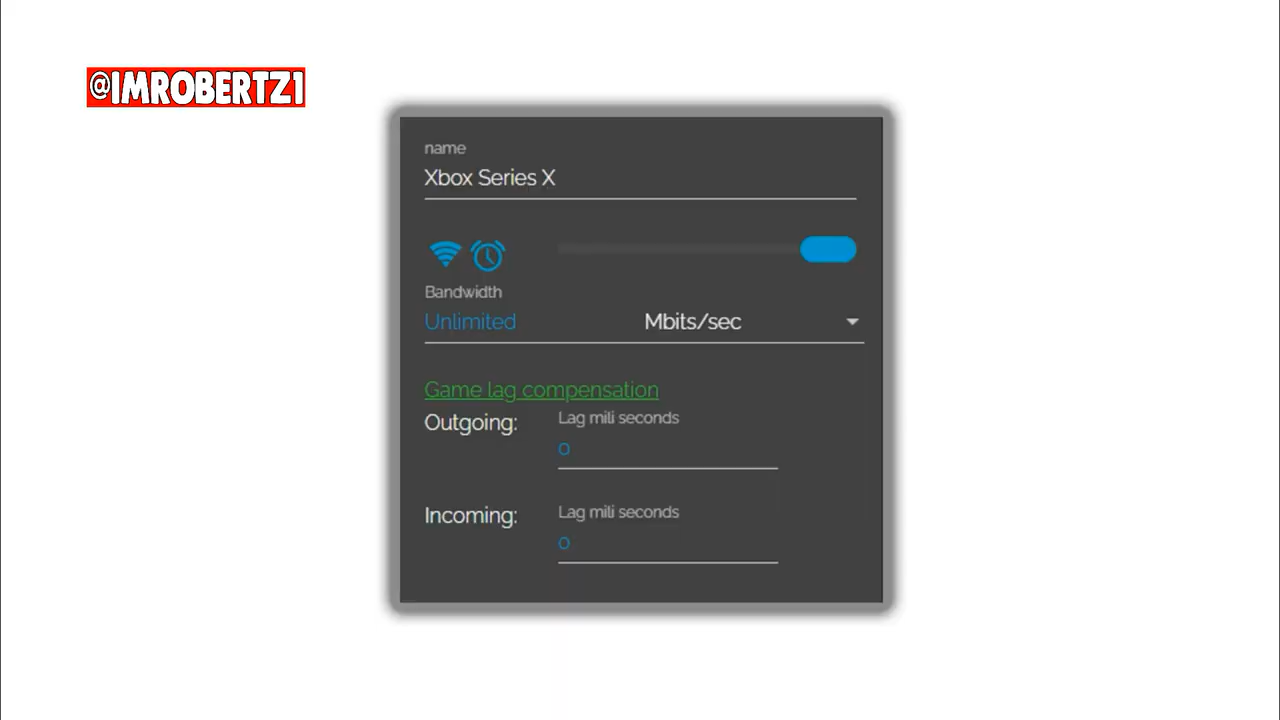 @IMROBERTZ1
name
Xbox Series X
Bandwidth
Unlimited Mbits/sec
Game lag compensation
Outgoing: Lag mili seconds
0
Incoming: Lag mili seconds
0